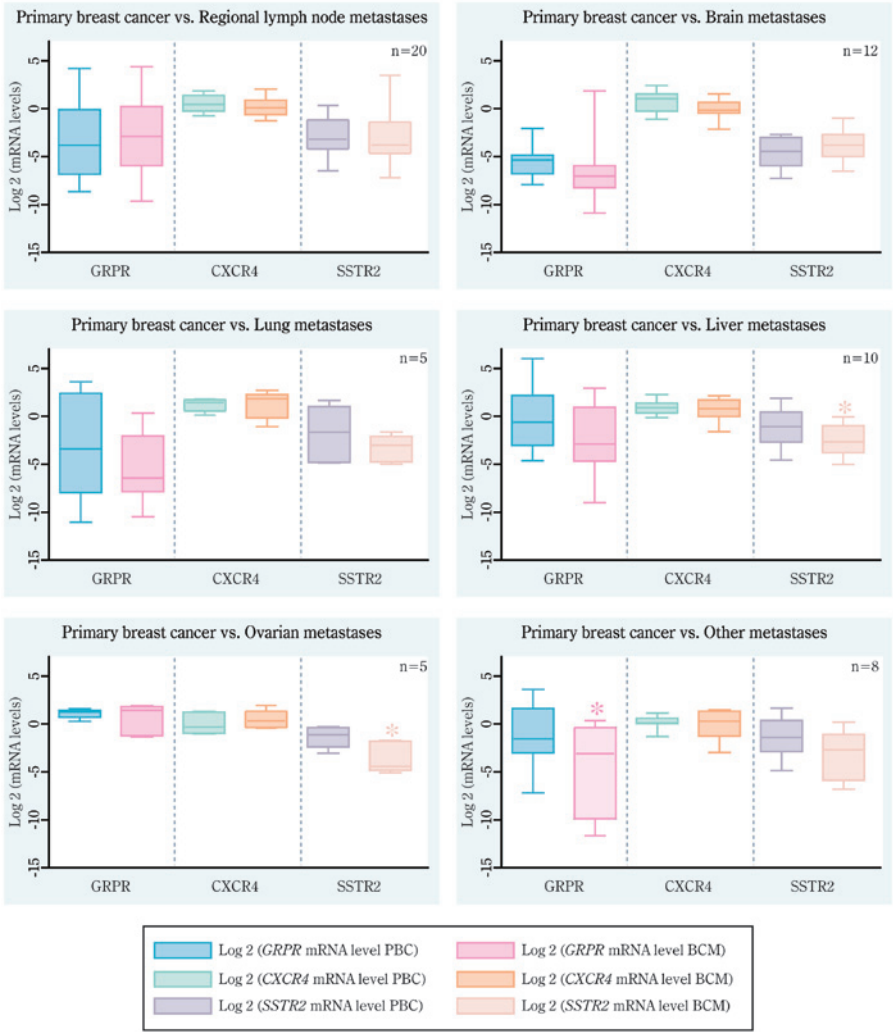 Primary breast cancer vs. Regional lymph node metastases
n=20
Log 2 (mRNA levels)
5
0
-5
-10
-15
GRPR CXCR4 SSTR2
Primary breast cancer vs. Brain metastases
n=12
Log 2 (mRNA levels)
5
0
-5
-10
-15
GRPR CXCR4 SSTR2
Primary breast cancer vs. Lung metastases
n=5
Log 2 (mRNA levels)
5
0
-5
-10
-15
GRPR CXCR4 SSTR2
Primary breast cancer vs. Liver metastases
n=10
Log 2 (mRNA levels)
5
0
*
-5
-10
-15
GRPR CXCR4 SSTR2
Primary breast cancer vs. Ovarian metastases
n=5
Log 2 (mRNA levels)
5
0
*
-5
-10
-15
GRPR CXCR4 SSTR2
Primary breast cancer vs. Other metastases
n=8
Log 2 (mRNA levels)
5
*
0
-5
-10
-15
GRPR CXCR4 SSTR2
Log 2 (GRPR mRNA level PBC) Log 2 (GRPR mRNA level BCM)
Log 2 (CXCR4 mRNA level PBC) Log 2 (CXCR4 mRNA level BCM)
Log 2 (SSTR2 mRNA level PBC) Log 2 (SSTR2 mRNA level BCM)